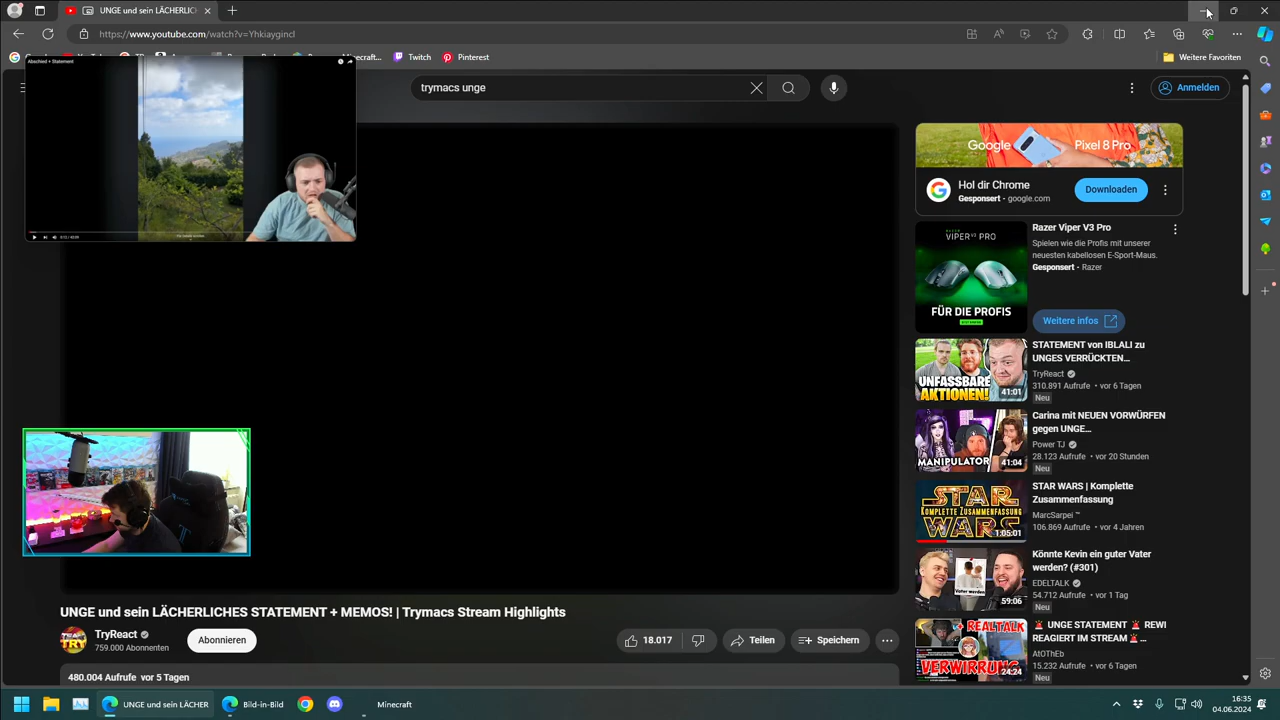 UNGE und sein LÄCHERLICH
https://www.youtube.com/watch?v=Yhkiaygincl
Twitch
Pinterest
Weitere Favoriten
Abschied + Statement
trymacs unge
Anmelden
Google
Pixel 8 Pro
Hol dir Chrome
Gesponsert · google.com
Downloaden
VIPER V3 PRO
FÜR DIE PROFIS
Razer Viper V3 Pro
Spielen wie die Profis mit unserer
neuesten kabellosen E-Sport-Maus.
Gesponsert · Razer
Weitere infos
UNFASSBARE
AKTIONEN!
41:01
STATEMENT von IBLALI zu
UNGES VERRÜCKTEN...
TryReact
310.891 Aufrufe · vor 6 Tagen
Neu
MANIPULATOR
41:04
Carina mit NEUEN VORWÜRFEN
gegen UNGE...
Power TJ
28.123 Aufrufe · vor 20 Stunden
Neu
STAR
KOMPLETTE ZUSAMMENFASSUNG
WARS
1:05:01
STAR WARS | Komplette
Zusammenfassung
MarcSarpei ™
106.869 Aufrufe · vor 4 Jahren
59:06
Könnte Kevin ein guter Vater
werden? (#301)
EDELTALK
54.712 Aufrufe · vor 1 Tag
Neu
+ REALTALK
VERWIRRUNG
24:24
UNGE STATEMENT 🚨 REWI
REAGIERT IM STREAM 🚨...
AtOThEb
15.232 Aufrufe · vor 6 Tagen
Neu
UNGE und sein LÄCHERLICHES STATEMENT + MEMOS! | Trymacs Stream Highlights
TryReact
759.000 Abonnenten
Abonnieren
18.017
Teilen
Speichern
480.004 Aufrufe vor 5 Tagen
UNGE und sein LÄCHER
Bild-in-Bild
Minecraft
16:35
04.06.2024